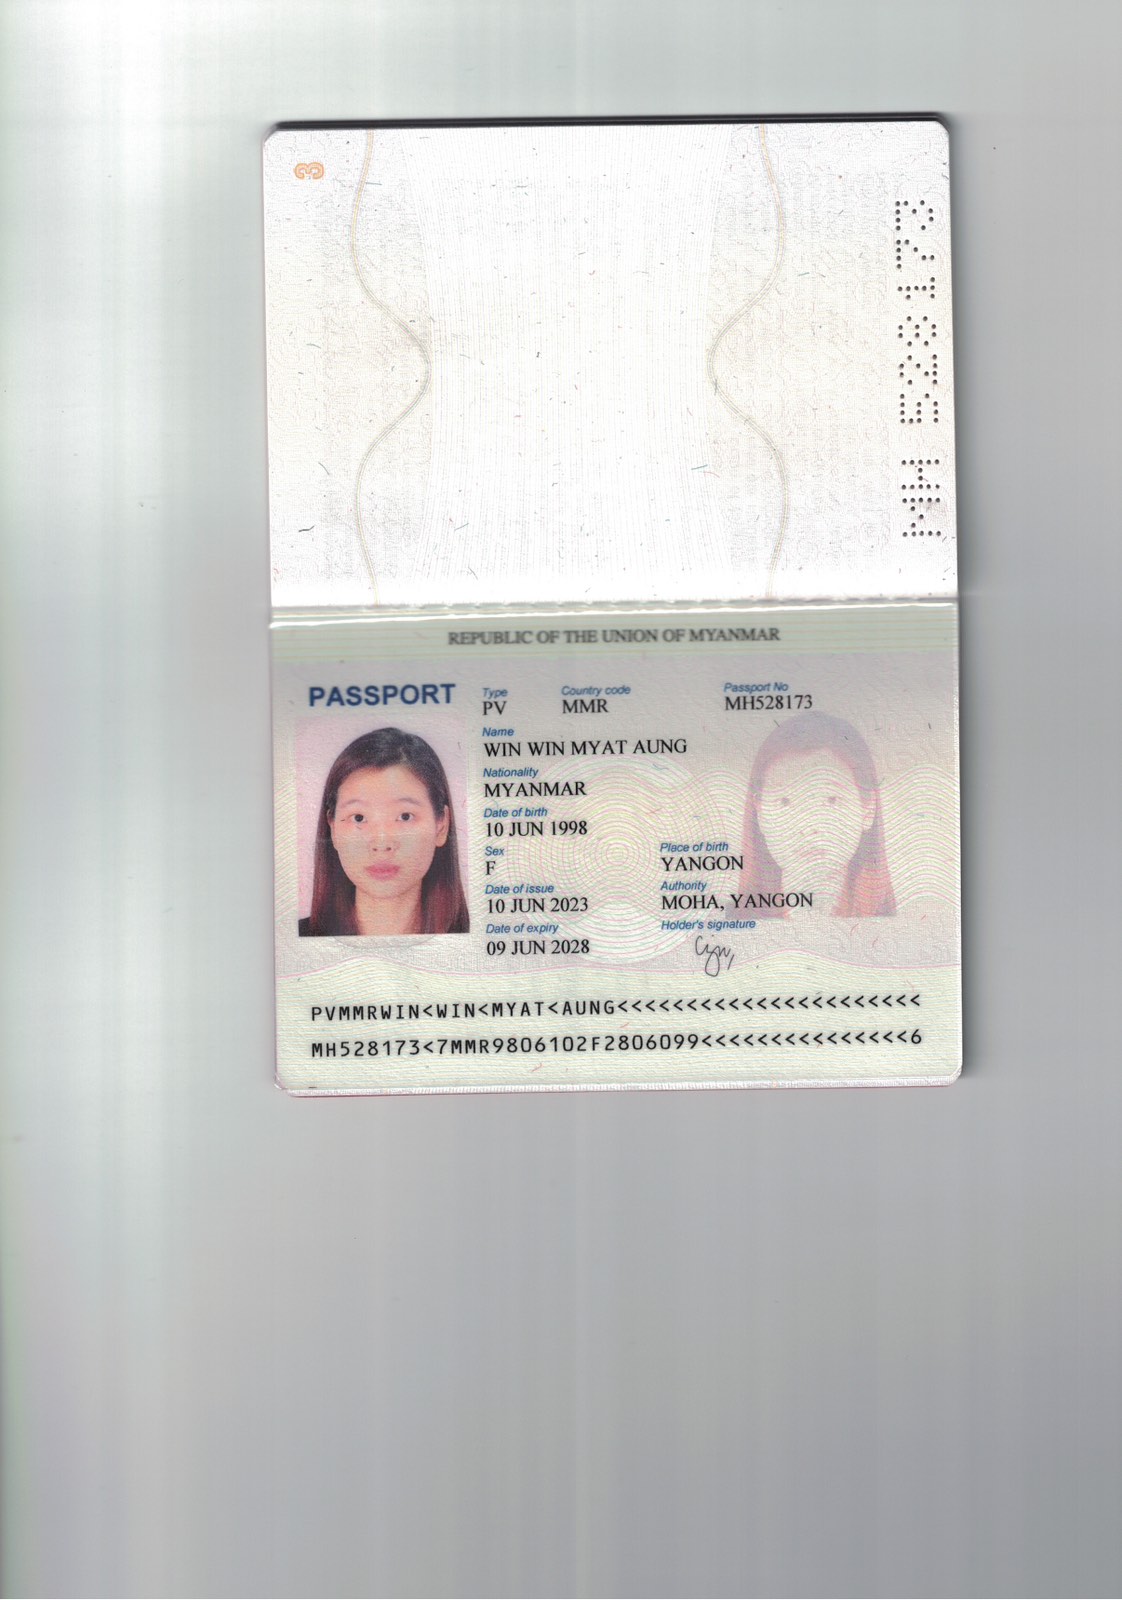 3
MH 528173
REPUBLIC OF THE UNION OF MYANMAR
PASSPORT
Type Country code Passport No
PV MMR MH528173
Name
WIN WIN MYAT AUNG
Nationality
MYANMAR
Date of birth
10 JUN 1998
Sex Place of birth
F YANGON
Date of issue Authority
10 JUN 2023 MOHA, YANGON
Date of expiry Holder's signature
09 JUN 2028
PVMMRWIN<WIN<MYAT<AUNG<<<<<<<<<<<<<<<<<<<<<<
MH528173<7MMR9806102F2806099<<<<<<<<<<<<<<<6